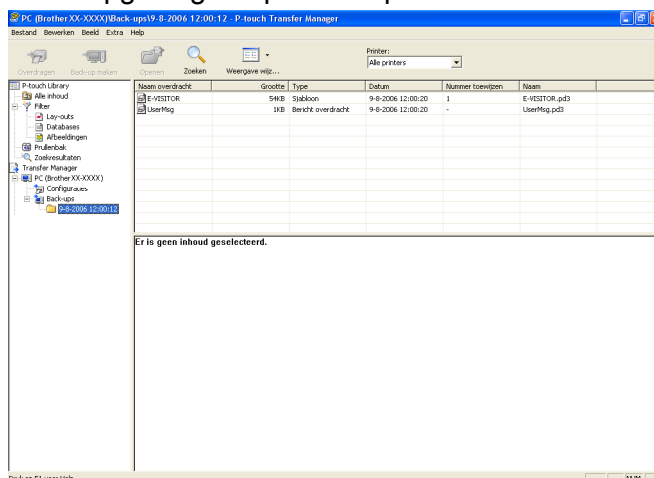 PC (Brother XX-XXXX)\Back-ups\9-8-2006 12:00:12 - P-touch Transfer Manager
Bestand Bewerken Beeld Extra Help
Overdragen Back-up maken Openen Zoeken Weergave wijz...
Printer:
Alle printers
P-touch Library
Alle inhoud
Filter
Lay-outs
Databases
Afbeeldingen
Prullenbak
Zoekresultaten
Transfer Manager
PC (Brother XX-XXXX)
Configuraties
Back-ups
9-8-2006 12:00:12
Naam overdracht Grootte Type Datum Nummer toewijzen Naam
E-VISITOR 54KB Sjabloon 9-8-2006 12:00:20 1 E-VISITOR.pd3
UserMsg 1KB Bericht overdracht 9-8-2006 12:00:20 - UserMsg.pd3
Er is geen inhoud geselecteerd.